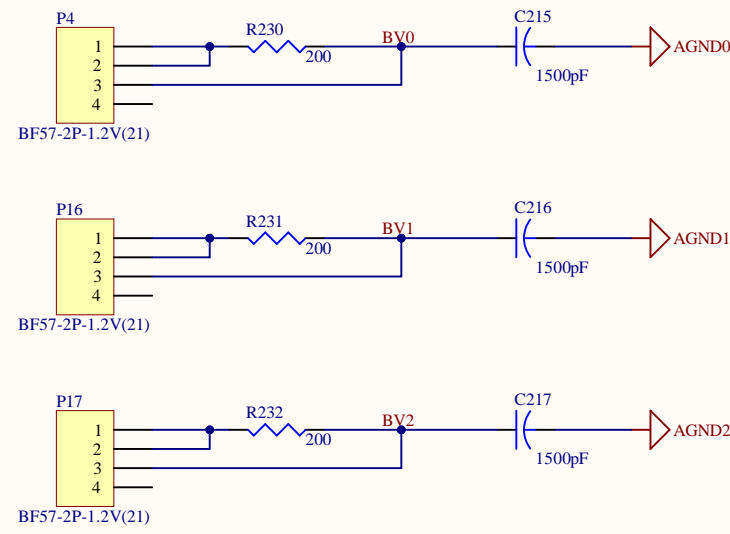 P4
C215
R230
BV0
1
2
3
4
200
1500pF
AGND0
BF57-2P-1.2V(21)
P16
C216
R231
BV1
1
2
3
4
200
1500pF
AGND1
BF57-2P-1.2V(21)
P17
C217
R232
BV2
1
2
3
4
200
1500pF
AGND2
BF57-2P-1.2V(21)